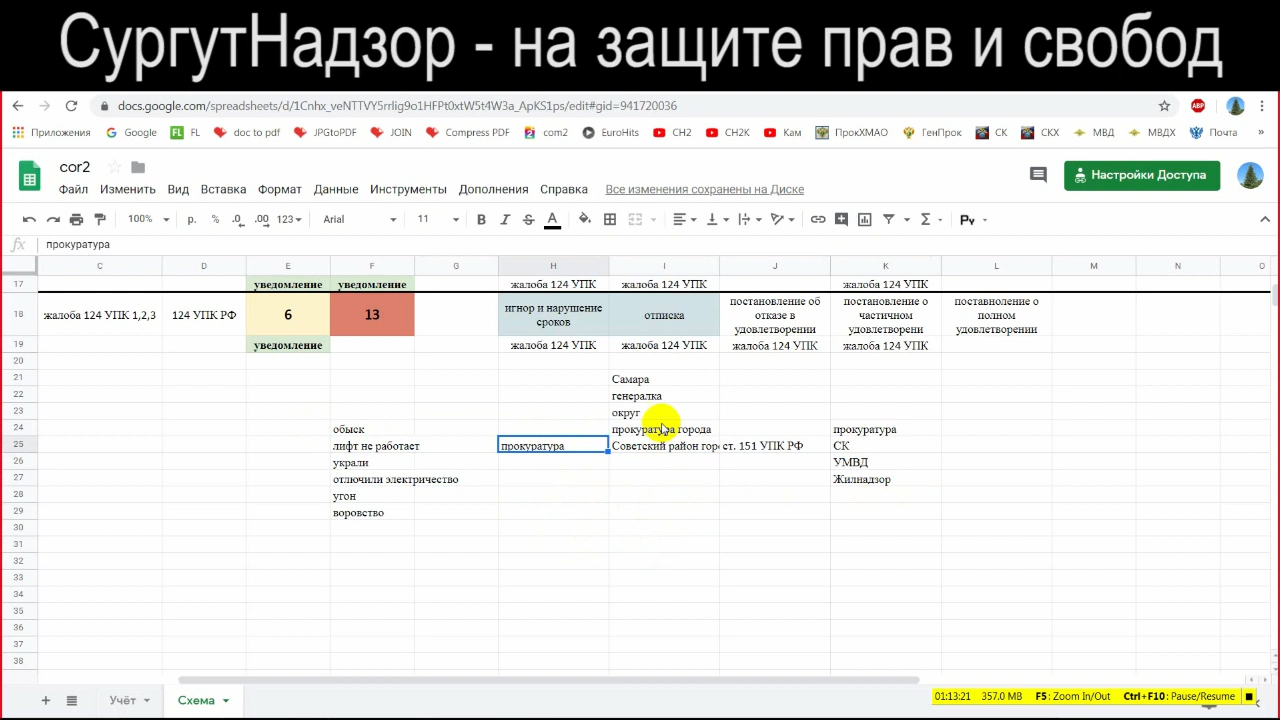 СургутНадзор - на защите прав и свобод
docs.google.com/spreadsheets/d/1Cnhx_veNTTVY5rrlig9o1HFPt0xtW5t4W3a_ApKS1ps/edit#gid=941720036
ABP
Приложения Google FL FL doc to pdf JPGtoPDF JOIN Compress PDF com2 EuroHits CH2 CH2K Кам ПрокХМАО ГенПрок СК СКХ МВД МВДХ Почта »
cor2
Файл Изменить Вид Вставка Формат Данные Инструменты Дополнения Справка Все изменения сохранены на Диске
Настройки Доступа
100% р. % .0 .00 123 Arial 11 B I S A Σ Pv
fx прокуратура
C D E F G H I J K L M N O
17 уведомление уведомление жалоба 124 УПК жалоба 124 УПК жалоба 124 УПК
18 жалоба 124 УПК 1,2,3 124 УПК РФ 6 13 игнор и нарушение сроков отписка постановление об отказе в удовлетворении постановление о частичном удовлетворени поставноление о полном удовлетворении
19 уведомление жалоба 124 УПК жалоба 124 УПК жалоба 124 УПК жалоба 124 УПК
20
21 Самара
22 генералка
23 округ
24 обыск прокуратура города прокуратура
25 лифт не работает прокуратура Советский район гор ст. 151 УПК РФ СК
26 украли УМВД
27 отлючили электричество Жилнадзор
28 угон
29 воровство
30
31
32
33
34
35
36
37
38
+ Учёт Схема
01:13:21 357.0 MB F5: Zoom In/Out Ctrl+F10: Pause/Resume